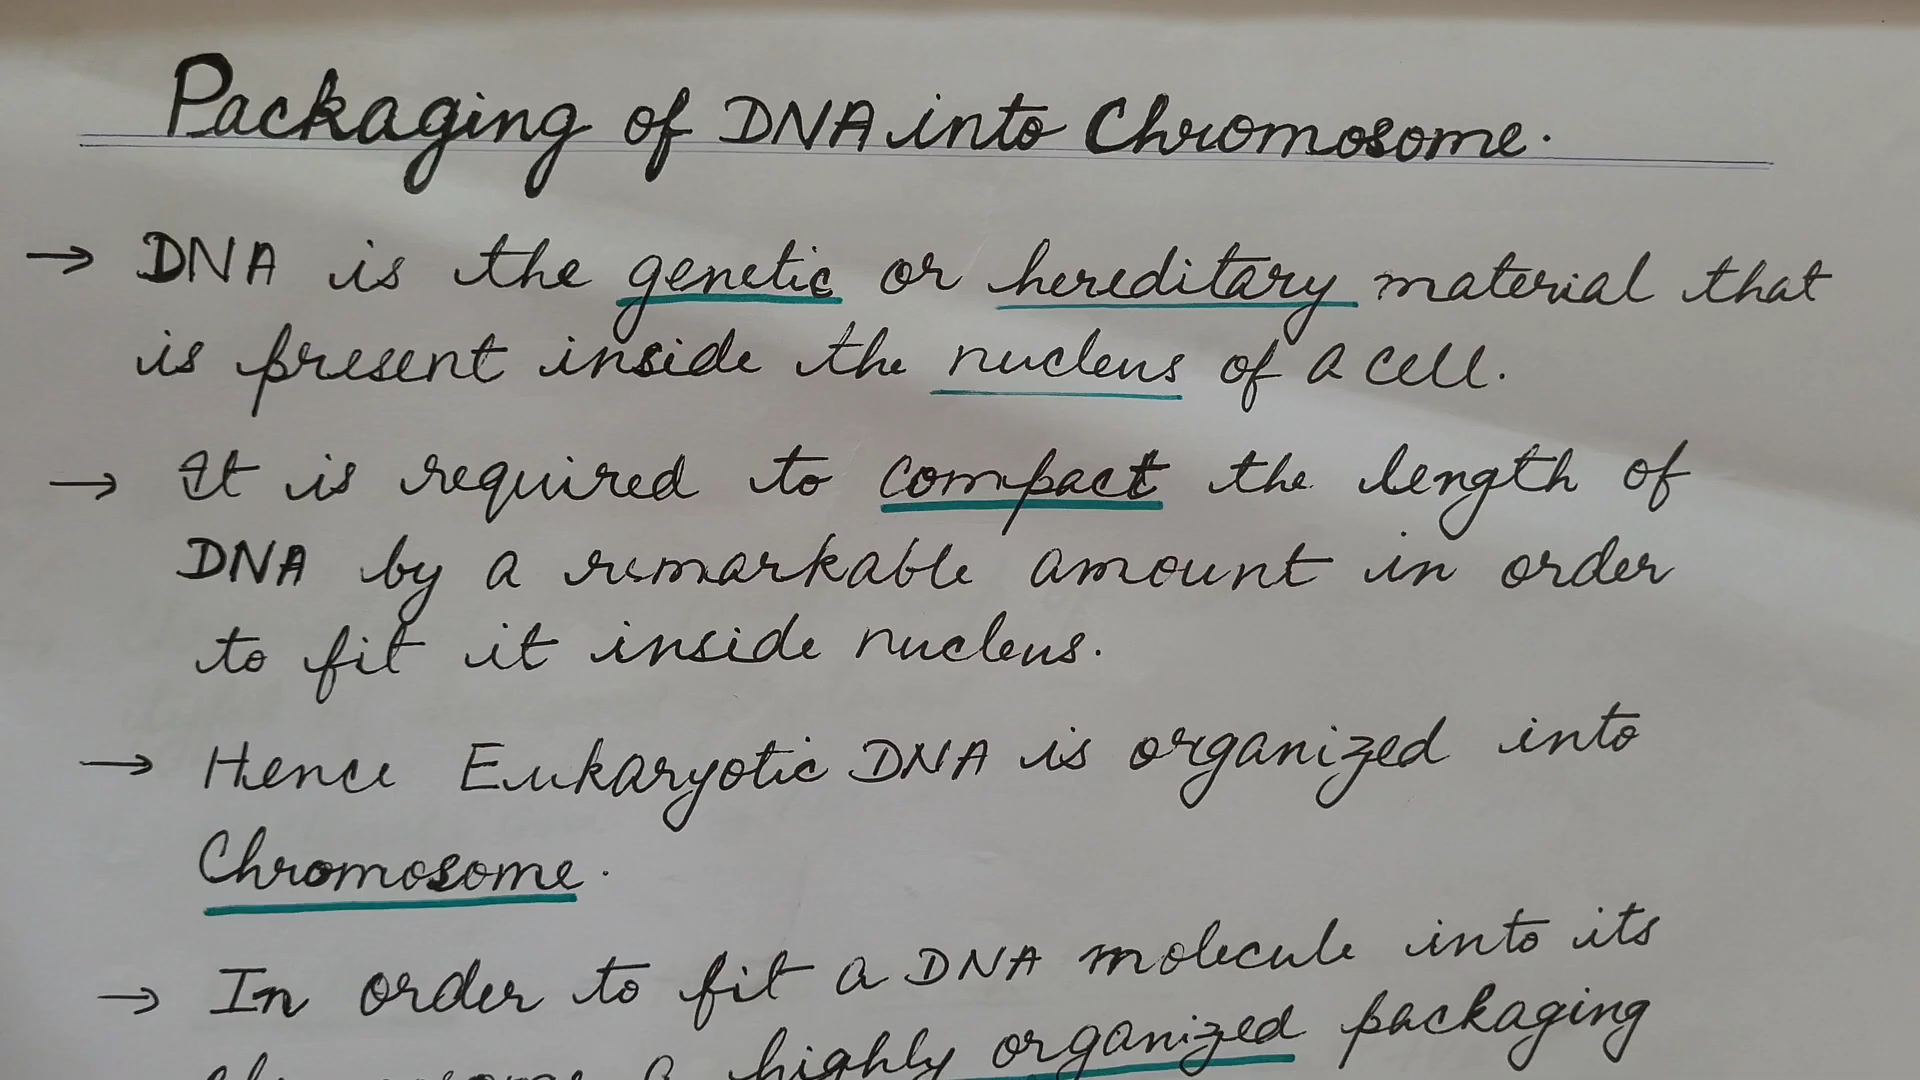 Packaging of DNA into Chromosome.
→ DNA is the genetic or hereditary material that
is present inside the nucleus of a cell.
→ It is required to compact the length of
DNA by a remarkable amount in order
to fit it inside nucleus.
→ Hence Eukaryotic DNA is organized into
Chromosome.
→ In order to fit a DNA molecule into its
a highly organized packaging